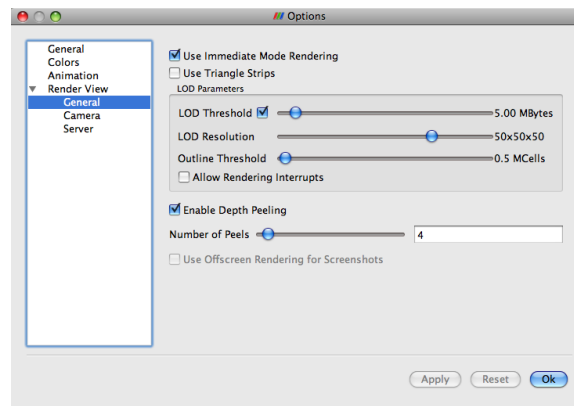 Options
General
Colors
Animation
Render View
General
Camera
Server
Use Immediate Mode Rendering
Use Triangle Strips
LOD Parameters
LOD Threshold 5.00 MBytes
LOD Resolution 50x50x50
Outline Threshold 0.5 MCells
Allow Rendering Interrupts
Enable Depth Peeling
Number of Peels 4
Use Offscreen Rendering for Screenshots
Apply Reset Ok